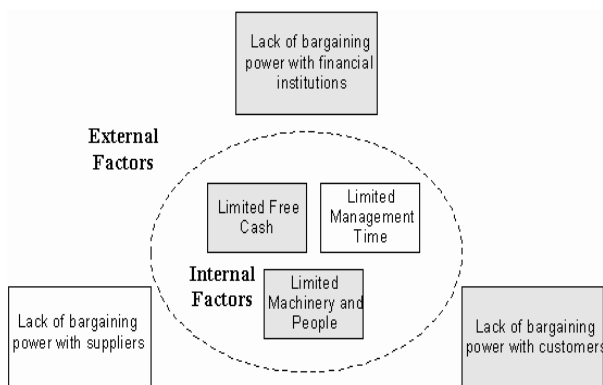 Lack of bargaining
power with financial
institutions
External
Factors
Limited Free
Cash
Limited
Management
Time
Internal
Factors
Limited
Machinery and
People
Lack of bargaining
power with suppliers
Lack of bargaining
power with customers